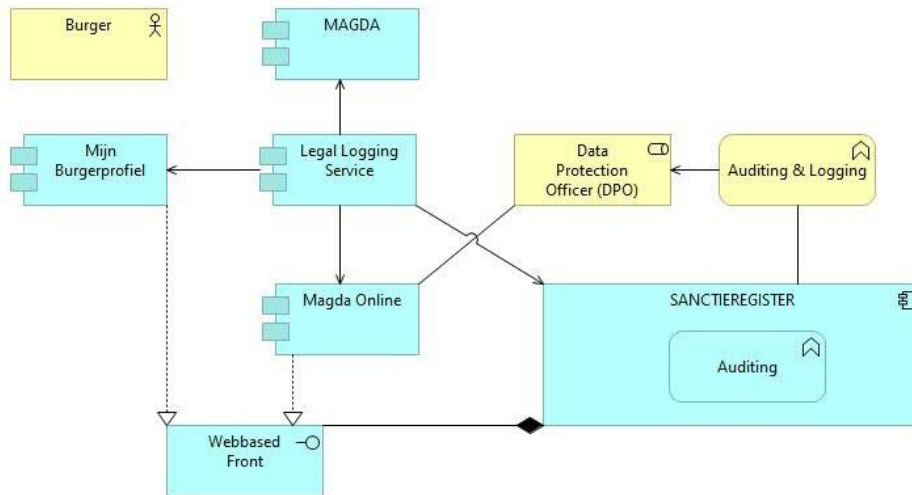 Burger
MAGDA
Mijn
Burgerprofiel
Legal Logging
Service
Data
Protection
Officer (DPO)
Auditing & Logging
Magda Online
SANCTIEREGISTER
Auditing
Webbased
Front